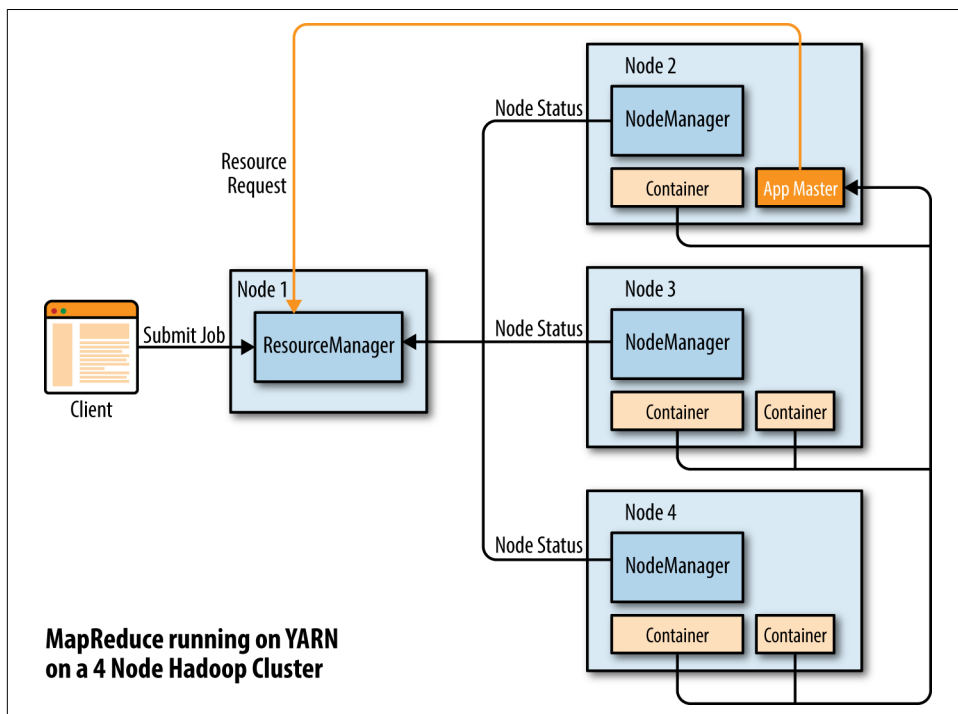 Node 2
NodeManager
Node Status
Container
App Master
Resource
Request
Node 1
ResourceManager
Submit Job
Client
Node 3
NodeManager
Node Status
Container
Container
Node 4
NodeManager
Node Status
Container
Container
MapReduce running on YARN
on a 4 Node Hadoop Cluster